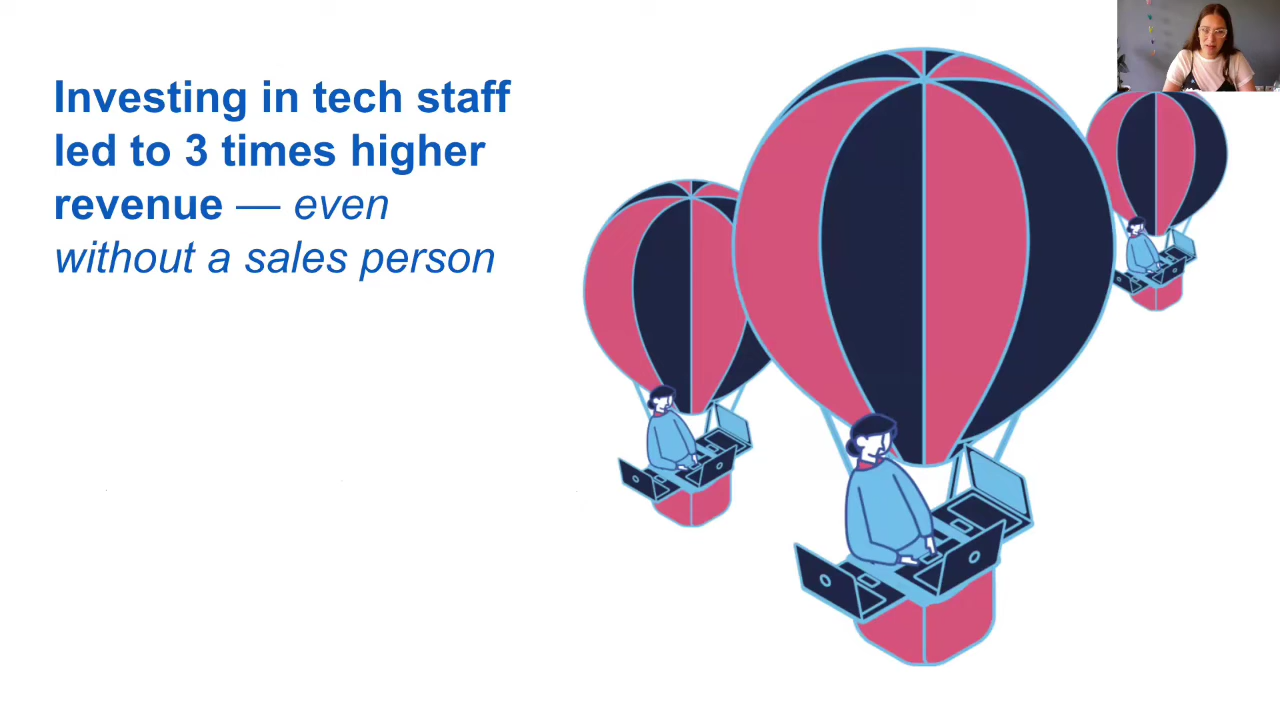 Investing in tech staff
led to 3 times higher
revenue — even
without a sales person